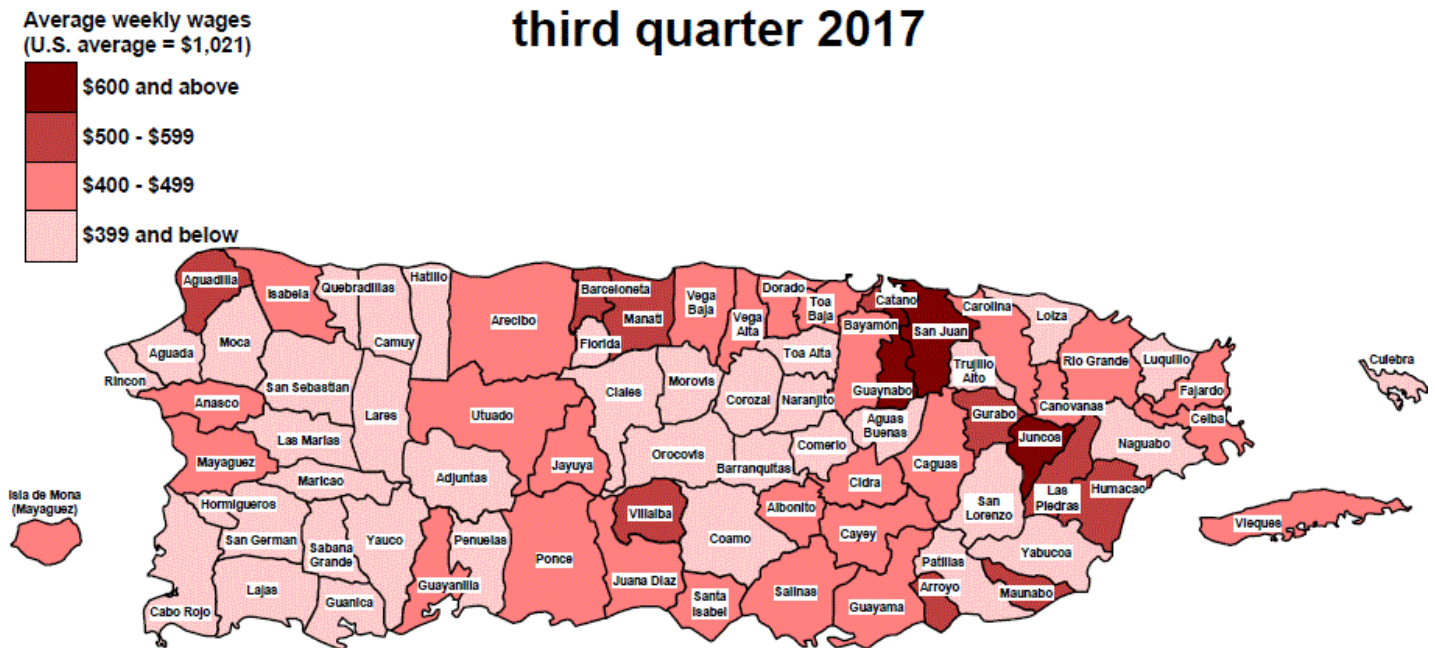 Average weekly wages
(U.S. average = $1,021)
third quarter 2017
$600 and above
$500 - $599
$400 - $499
$399 and below
Aguadilla
Isabela
Quebradillas
Hatillo
Camuy
Arecibo
Barceloneta
Manati
Florida
Vega
Baja
Vega
Alta
Dorado
Toa
Baja
Toa Alta
Bayamón
Catano
San Juan
Guaynabo
Carolina
Trujillo
Alto
Loiza
Rio Grande
Luquillo
Fajardo
Ceiba
Culebra
Moca
Aguada
Rincon
Anasco
San Sebastian
Lares
Utuado
Ciales
Morovis
Corozal
Naranjito
Aguas
Buenas
Gurabo
Canovanas
Juncos
Naguabo
Las Marias
Mayaguez
Maricao
Adjuntas
Jayuya
Orocovis
Barranquitas
Comerio
Cidra
Caguas
San
Lorenzo
Las
Piedras
Humacao
Vieques
Isla de Mona
(Mayaguez)
Hormigueros
San German
Sabana
Grande
Yauco
Penuelas
Guayanilla
Ponce
Villalba
Juana Diaz
Coamo
Aibonito
Cayey
Patillas
Yabucoa
Maunabo
Arroyo
Guayama
Salinas
Santa
Isabel
Cabo Rojo
Lajas
Guanica